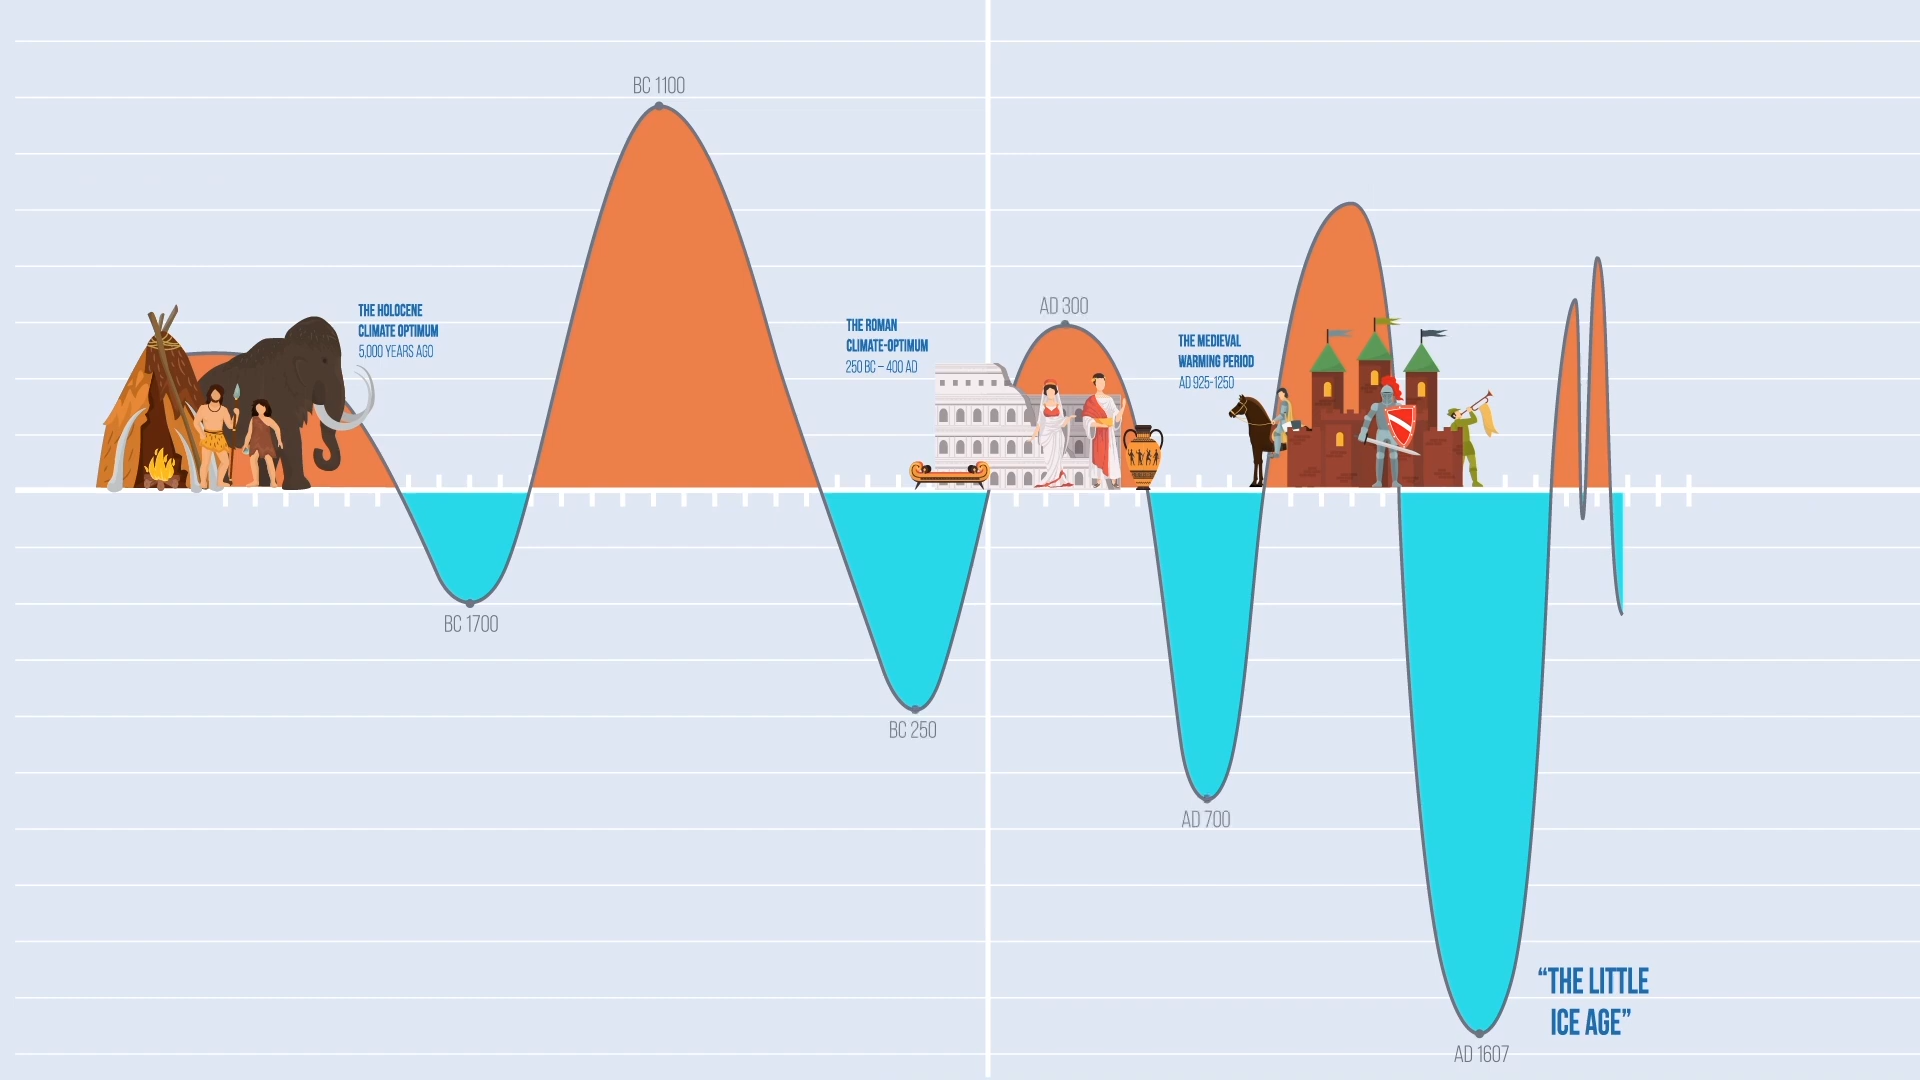 BC 1100
THE HOLOCENE
CLIMATE OPTIMUM
5,000 YEARS AGO
BC 1700
THE ROMAN
CLIMATE-OPTIMUM
250 BC – 400 AD
BC 250
AD 300
THE MEDIEVAL
WARMING PERIOD
AD 925-1250
AD 700
“THE LITTLE
ICE AGE”
AD 1607